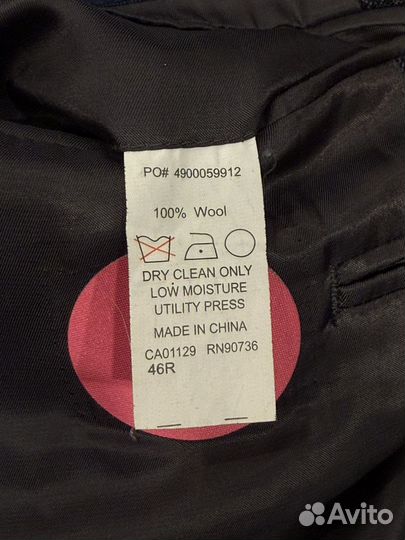 PO# 4900059912
100% Wool
DRY CLEAN ONLY
LOW MOISTURE
UTILITY PRESS
MADE IN CHINA
CA01129 RN90736
46R
Avito